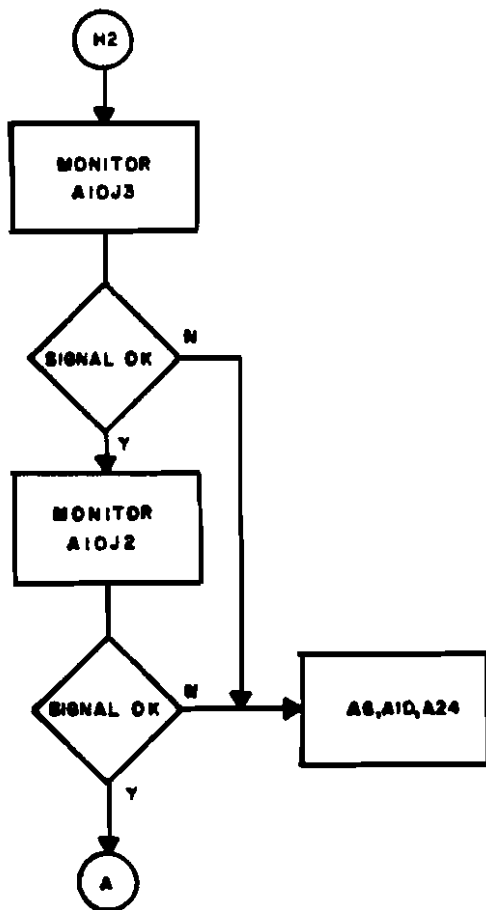 H2
MONITOR
A10J3
SIGNAL OK
N
Y
MONITOR
A10J2
SIGNAL OK
N
A6,A10,A24
Y
A